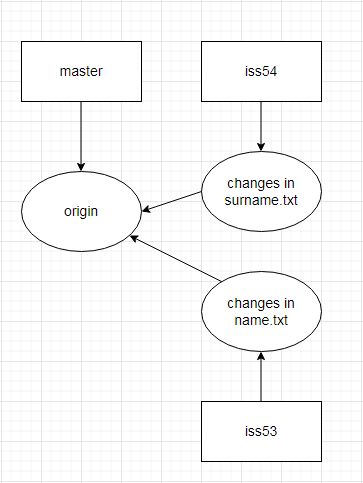 master
iss54
changes in
surname.txt
origin
changes in
name.txt
iss53